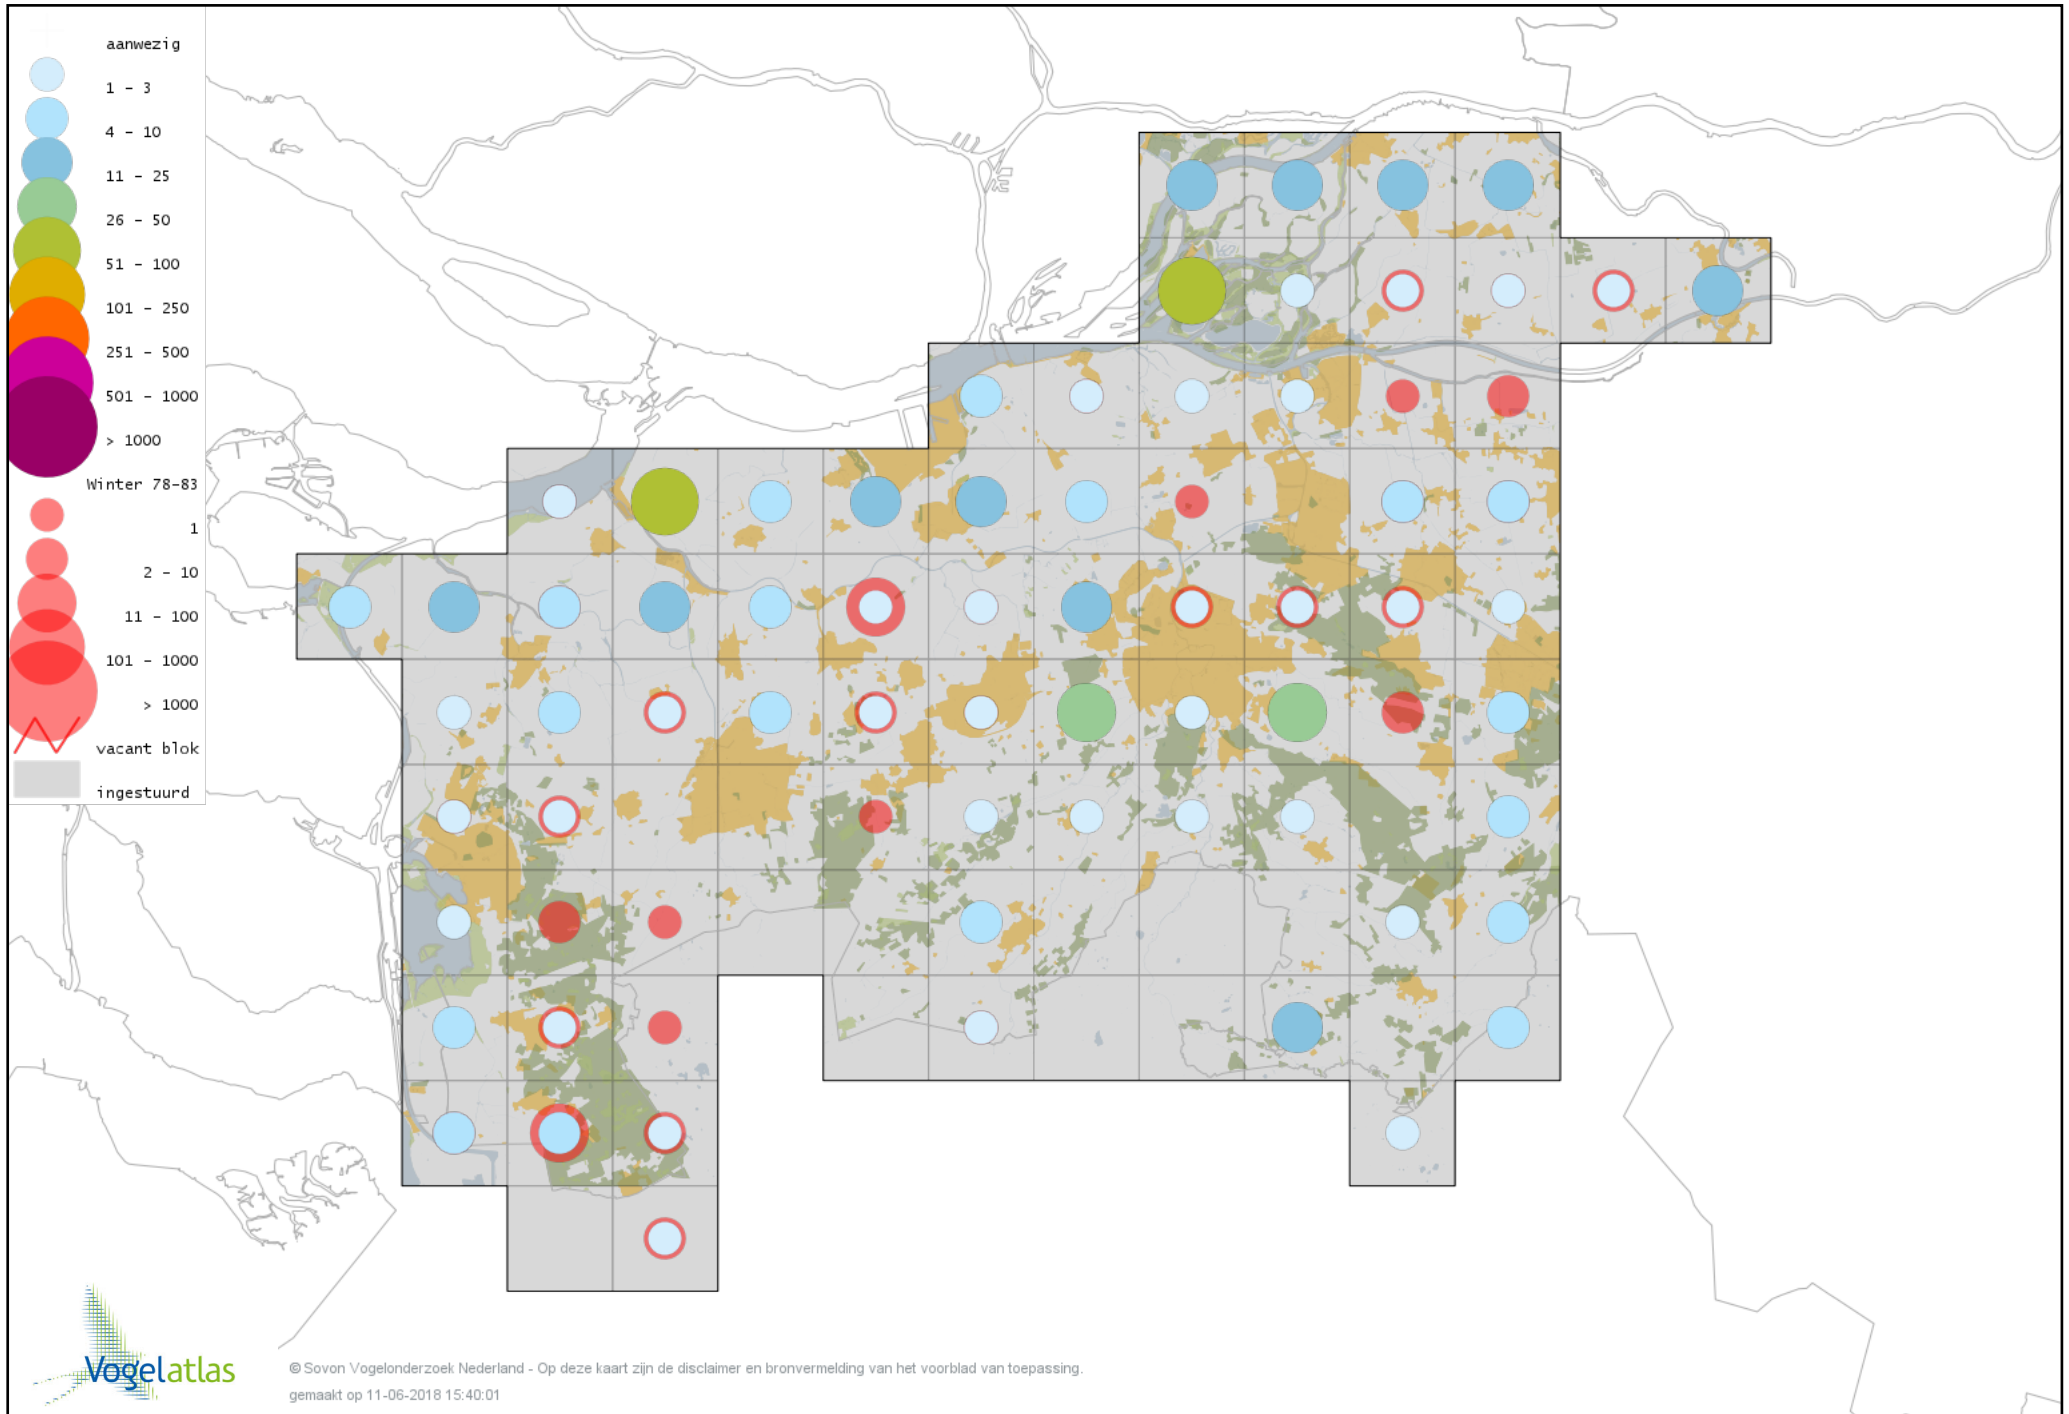 aanwezig
1 - 3
4 - 10
11 - 25
26 - 50
51 - 100
101 - 250
251 - 500
501 - 1000
> 1000
Winter 78-83
1
2 - 10
11 - 100
101 - 1000
> 1000
vacant blok
ingestuurd
Vogelatlas
© Sovon Vogelonderzoek Nederland - Op deze kaart zijn de disclaimer en bronvermelding van het voorblad van toepassing.
gemaakt op 11-06-2018 15:40:01